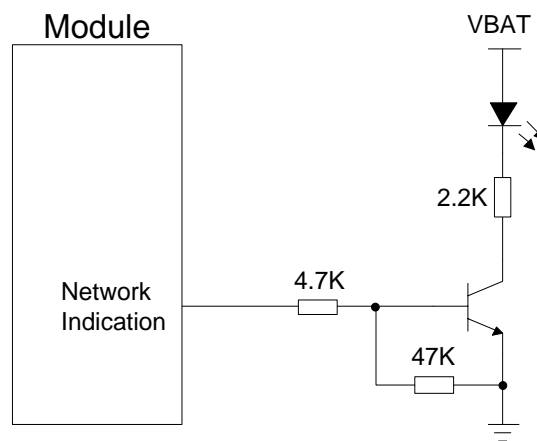 Module
VBAT
2.2K
4.7K
Network
Indication
47K